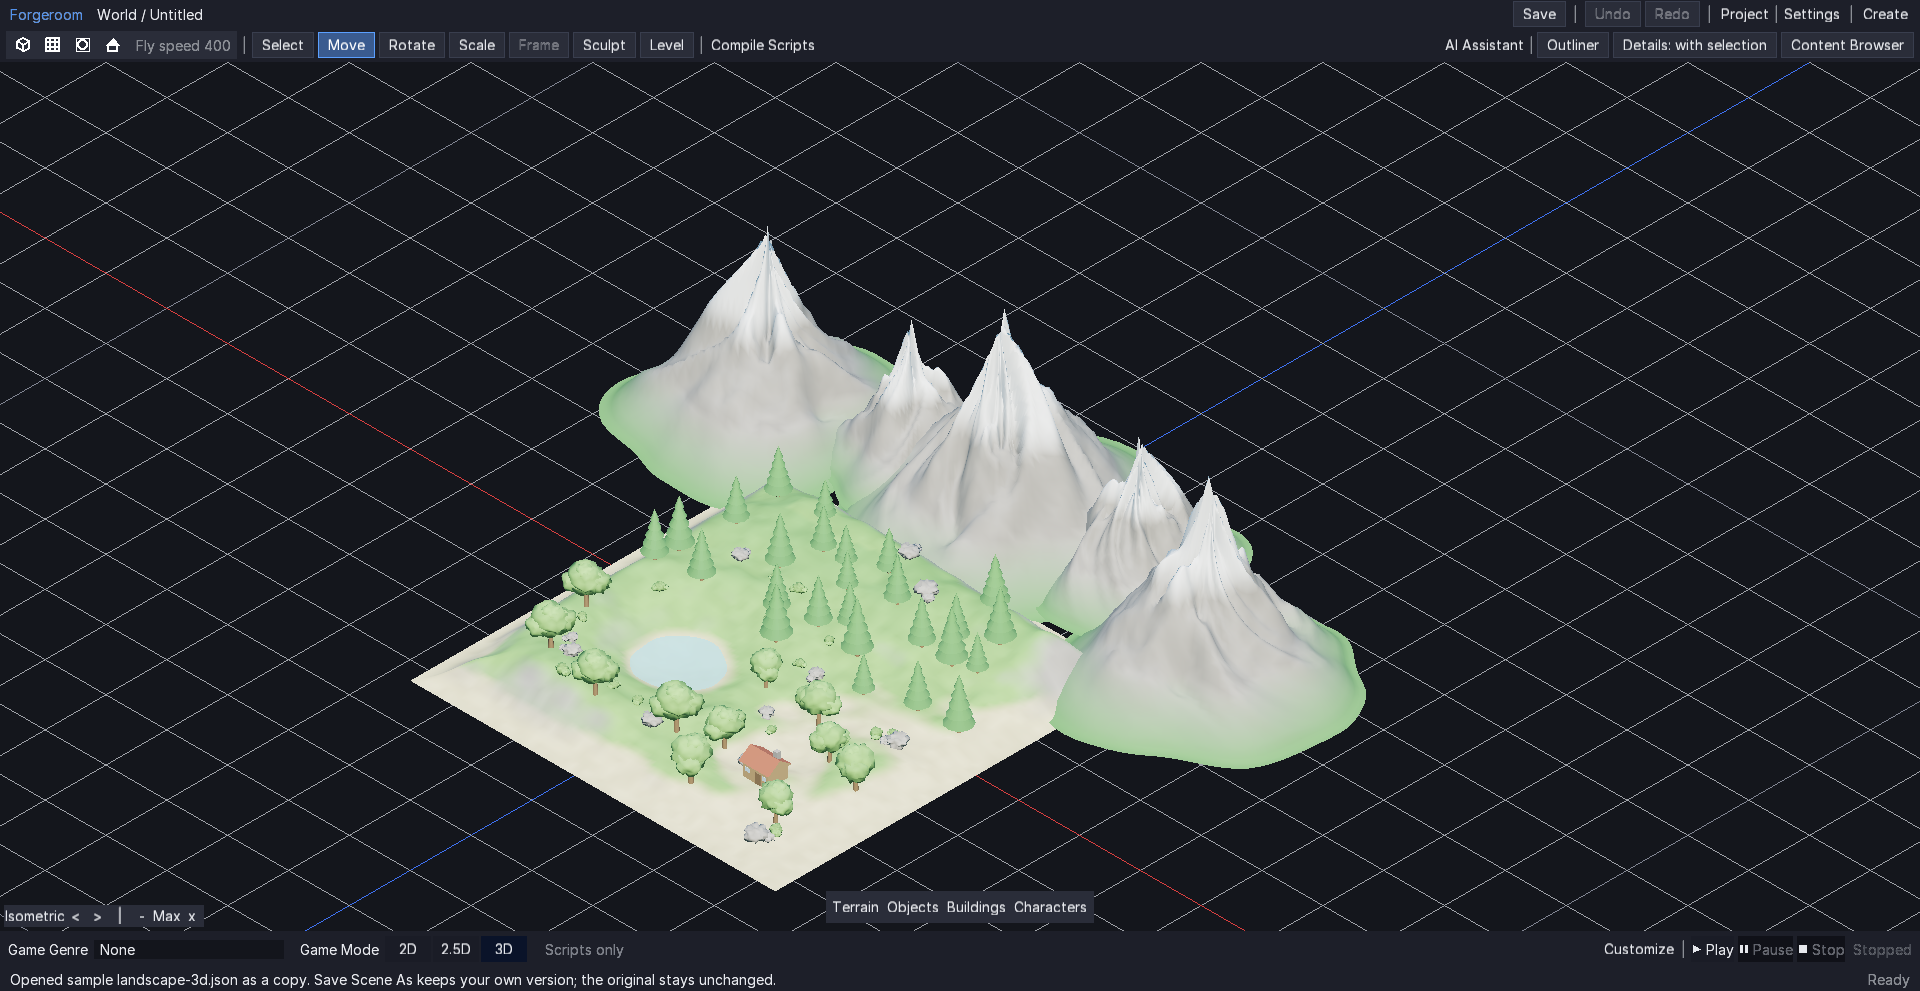 Forgeroom World / Untitled Save | Undo Redo | Project | Settings | Create
Fly speed 400 | Select Move Rotate Scale Frame Sculpt Level | Compile Scripts AI Assistant | Outliner Details: with selection Content Browser
Isometric < > | - Max x
Terrain Objects Buildings Characters
Game Genre None Game Mode 2D 2.5D 3D Scripts only Customize | Play Pause Stop Stopped
Opened sample landscape-3d.json as a copy. Save Scene As keeps your own version; the original stays unchanged. Ready